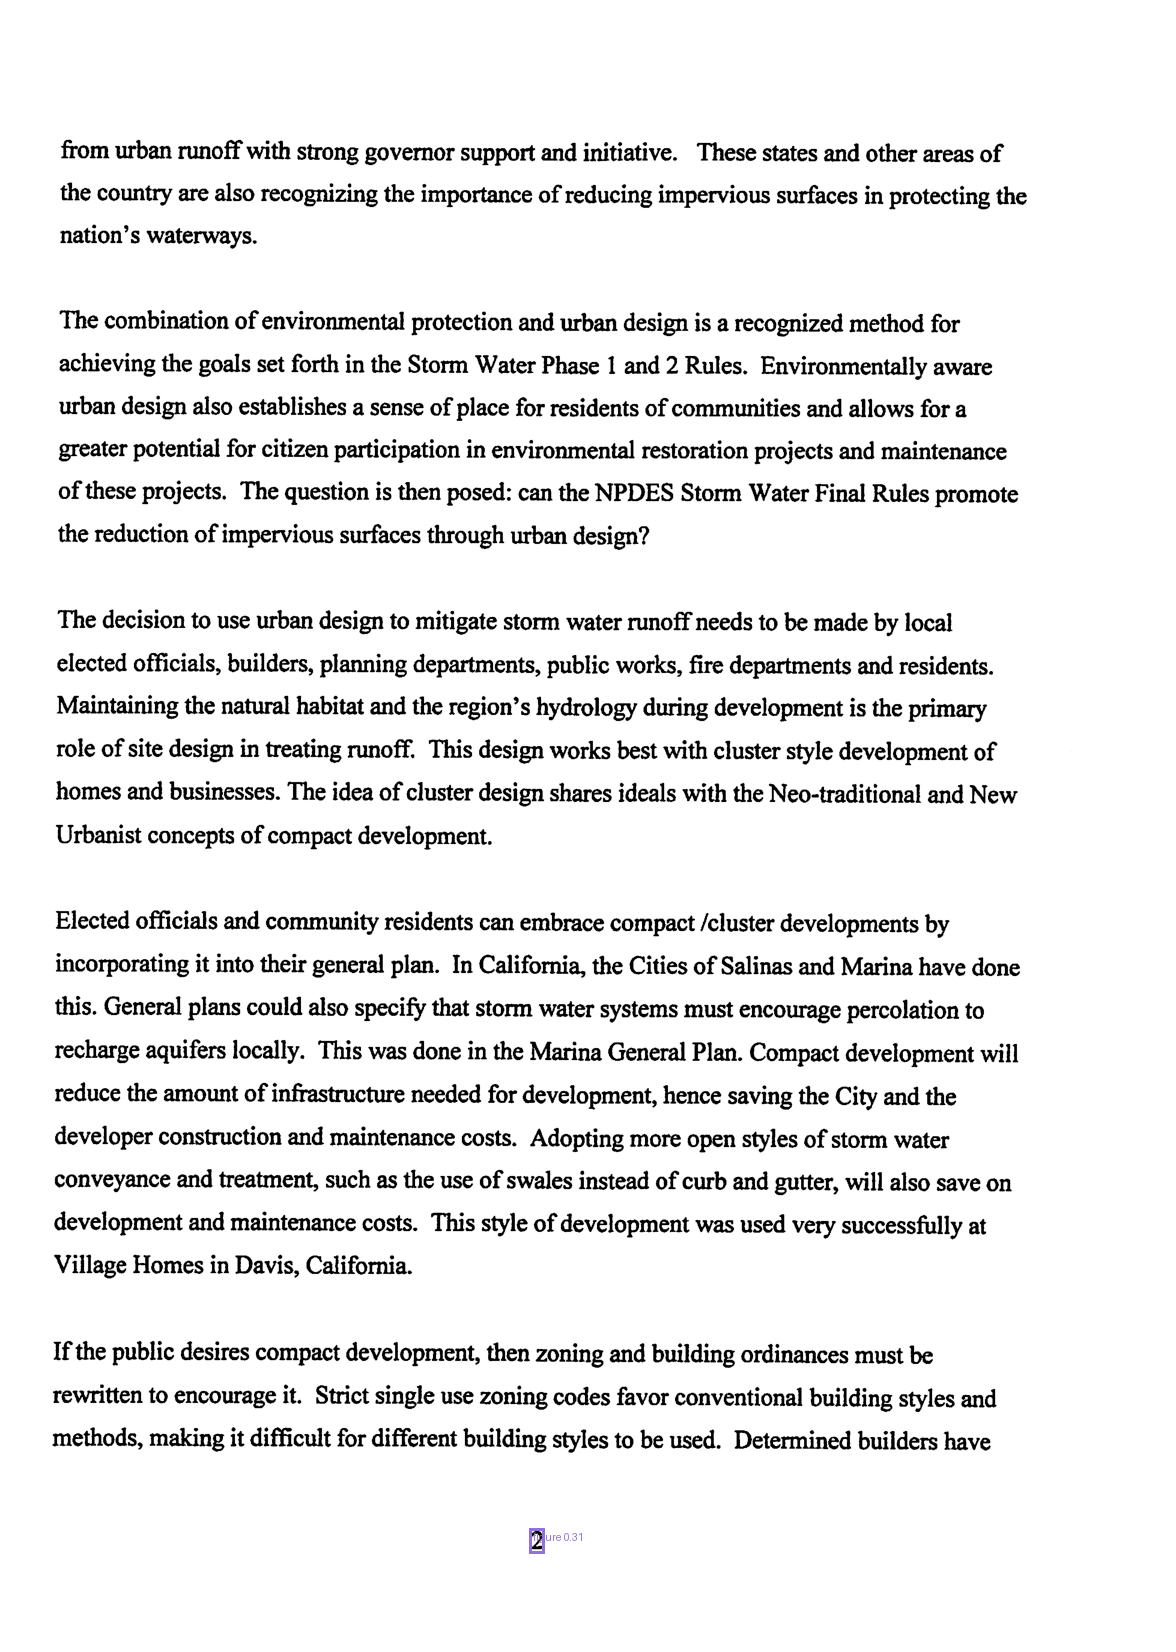 from urban runoff with strong governor support and initiative. These states and other areas of
the country are also recognizing the importance of reducing impervious surfaces in protecting the
nation's waterways.
The combination of environmental protection and urban design is a recognized method for
achieving the goals set forth in the Storm Water Phase 1 and 2 Rules. Environmentally aware
urban design also establishes a sense of place for residents of communities and allows for a
greater potential for citizen participation in environmental restoration projects and maintenance
of these projects. The question is then posed: can the NPDES Storm Water Final Rules promote
the reduction of impervious surfaces through urban design?
The decision to use urban design to mitigate storm water runoff needs to be made by local
elected officials, builders, planning departments, public works, fire departments and residents.
Maintaining the natural habitat and the region's hydrology during development is the primary
role of site design in treating runoff. This design works best with cluster style development of
homes and businesses. The idea of cluster design shares ideals with the Neo-traditional and New
Urbanist concepts of compact development.
Elected officials and community residents can embrace compact /cluster developments by
incorporating it into their general plan. In California, the Cities of Salinas and Marina have done
this. General plans could also specify that storm water systems must encourage percolation to
recharge aquifers locally. This was done in the Marina General Plan. Compact development will
reduce the amount of infrastructure needed for development, hence saving the City and the
developer construction and maintenance costs. Adopting more open styles of storm water
conveyance and treatment, such as the use of swales instead of curb and gutter, will also save on
development and maintenance costs. This style of development was used very successfully at
Village Homes in Davis, California.
If the public desires compact development, then zoning and building ordinances must be
rewritten to encourage it. Strict single use zoning codes favor conventional building styles and
methods, making it difficult for different building styles to be used. Determined builders have
2 ure 0.31